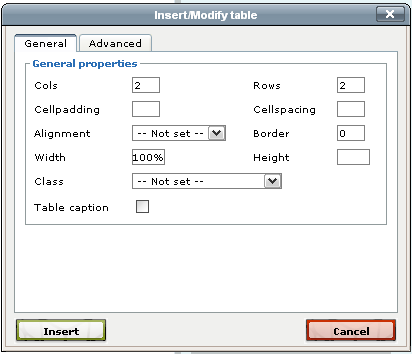 Insert/Modify table
General Advanced
General properties
Cols 2 Rows 2
Cellpadding Cellspacing
Alignment -- Not set -- Border 0
Width 100% Height
Class -- Not set --
Table caption
Insert Cancel